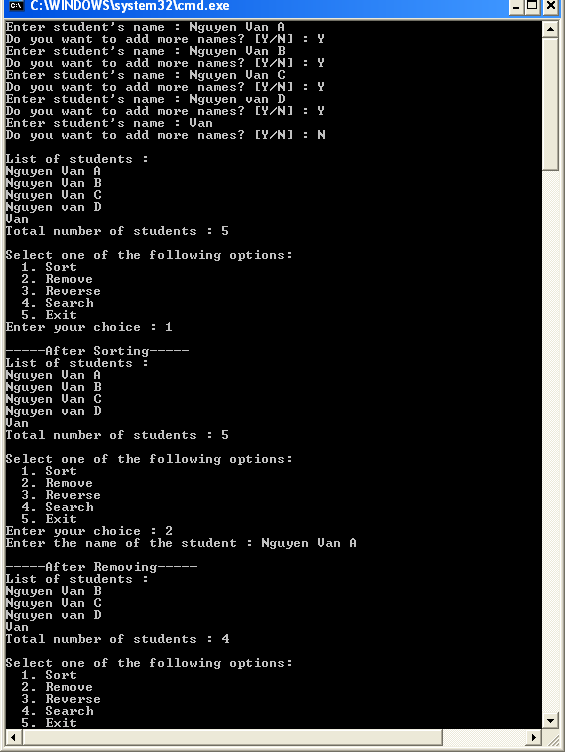 C:\WINDOWS\system32\cmd.exe
Enter student's name : Nguyen Van A
Do you want to add more names? [Y/N] : Y
Enter student's name : Nguyen Van B
Do you want to add more names? [Y/N] : Y
Enter student's name : Nguyen Van C
Do you want to add more names? [Y/N] : Y
Enter student's name : Nguyen van D
Do you want to add more names? [Y/N] : Y
Enter student's name : Van
Do you want to add more names? [Y/N] : N
List of students :
Nguyen Van A
Nguyen Van B
Nguyen Van C
Nguyen van D
Van
Total number of students : 5
Select one of the following options:
1. Sort
2. Remove
3. Reverse
4. Search
5. Exit
Enter your choice : 1
-----After Sorting-----
List of students :
Nguyen Van A
Nguyen Van B
Nguyen Van C
Nguyen van D
Van
Total number of students : 5
Select one of the following options:
1. Sort
2. Remove
3. Reverse
4. Search
5. Exit
Enter your choice : 2
Enter the name of the student : Nguyen Van A
-----After Removing-----
List of students :
Nguyen Van B
Nguyen Van C
Nguyen van D
Van
Total number of students : 4
Select one of the following options:
1. Sort
2. Remove
3. Reverse
4. Search
5. Exit